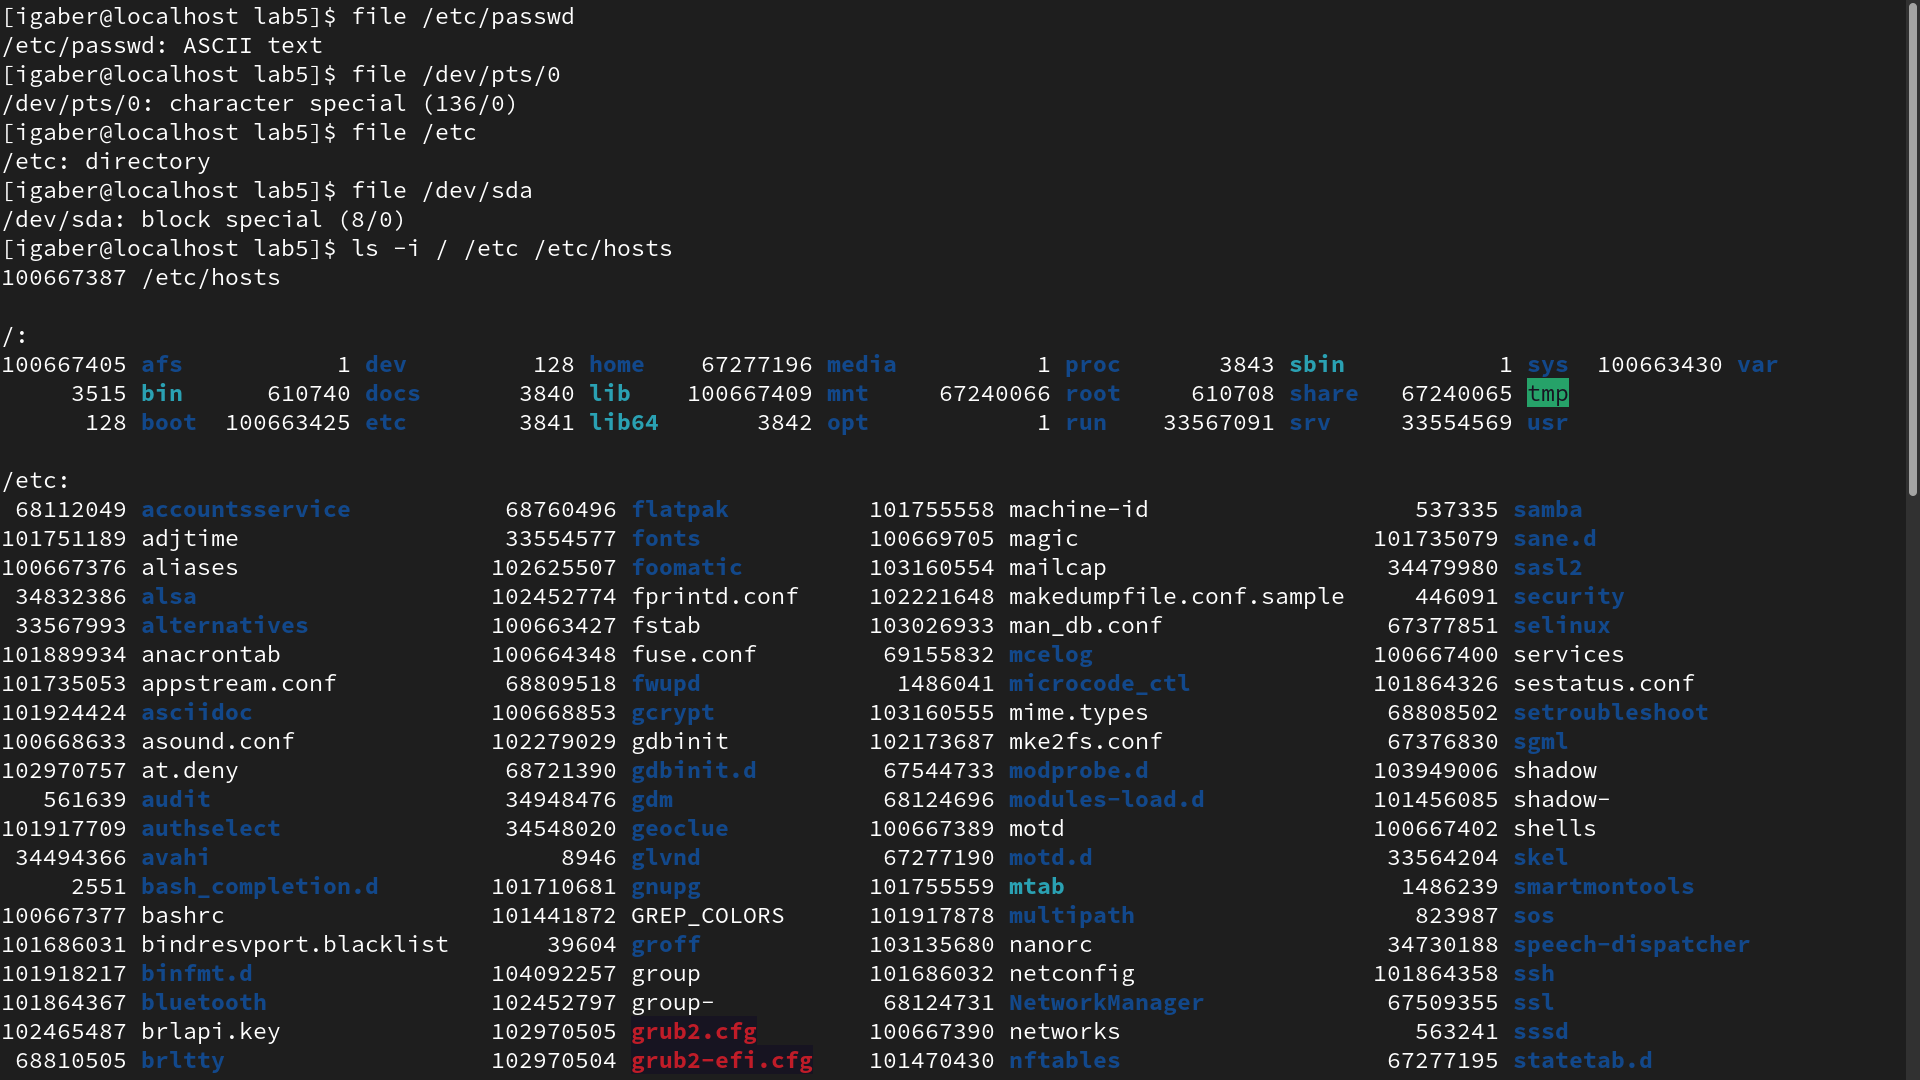 [igaber@localhost lab5]$ file /etc/passwd
/etc/passwd: ASCII text
[igaber@localhost lab5]$ file /dev/pts/0
/dev/pts/0: character special (136/0)
[igaber@localhost lab5]$ file /etc
/etc: directory
[igaber@localhost lab5]$ file /dev/sda
/dev/sda: block special (8/0)
[igaber@localhost lab5]$ ls -i / /etc /etc/hosts
100667387 /etc/hosts

/:
100667405 afs 1 dev 128 home 67277196 media 1 proc 3843 sbin 1 sys 100663430 var
3515 bin 610740 docs 3840 lib 100667409 mnt 67240066 root 610708 share 67240065 tmp
128 boot 100663425 etc 3841 lib64 3842 opt 1 run 33567091 srv 33554569 usr

/etc:
68112049 accountsservice 68760496 flatpak 101755558 machine-id 537335 samba
101751189 adjtime 33554577 fonts 100669705 magic 101735079 sane.d
100667376 aliases 102625507 foomatic 103160554 mailcap 34479980 sasl2
34832386 alsa 102452774 fprintd.conf 102221648 makedumpfile.conf.sample 446091 security
33567993 alternatives 100663427 fstab 103026933 man_db.conf 67377851 selinux
101889934 anacrontab 100664348 fuse.conf 69155832 mcelog 100667400 services
101735053 appstream.conf 68809518 fwupd 1486041 microcode_ctl 101864326 sestatus.conf
101924424 asciidoc 100668853 gcrypt 103160555 mime.types 68808502 setroubleshoot
100668633 asound.conf 102279029 gdbinit 102173687 mke2fs.conf 67376830 sgml
102970757 at.deny 68721390 gdbinit.d 67544733 modprobe.d 103949006 shadow
561639 audit 34948476 gdm 68124696 modules-load.d 101456085 shadow-
101917709 authselect 34548020 geoclue 100667389 motd 100667402 shells
34494366 avahi 8946 glvnd 67277190 motd.d 33564204 skel
2551 bash_completion.d 101710681 gnupg 101755559 mtab 1486239 smartmontools
100667377 bashrc 101441872 GREP_COLORS 101917878 multipath 823987 sos
101686031 bindresvport.blacklist 39604 groff 103135680 nanorc 34730188 speech-dispatcher
101918217 binfmt.d 104092257 group 101686032 netconfig 101864358 ssh
101864367 bluetooth 102452797 group- 68124731 NetworkManager 67509355 ssl
102465487 brlapi.key 102970505 grub2.cfg 100667390 networks 563241 sssd
68810505 brltty 102970504 grub2-efi.cfg 101470430 nftables 67277195 statetab.d